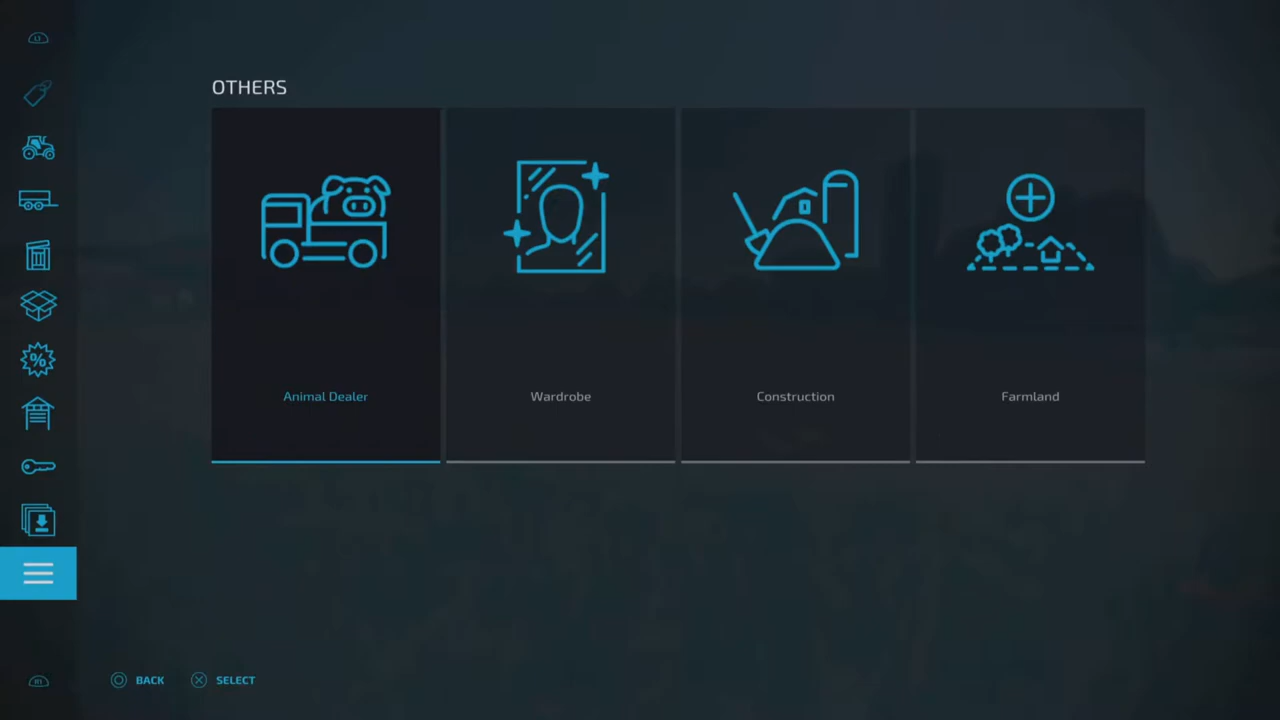 OTHERS
Animal Dealer
Wardrobe
Construction
Farmland
BACK
SELECT